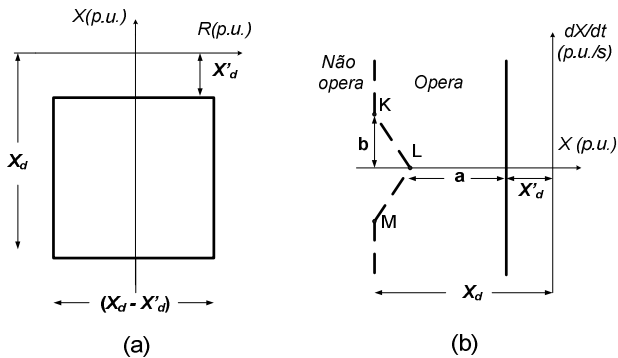 X(p.u.)
R(p.u.)
X'd
Xd
(Xd - X'd)
(a)
dX/dt
(p.u./s)
Não
opera
Opera
K
b
L
X (p.u.)
a
X'd
M
Xd
(b)